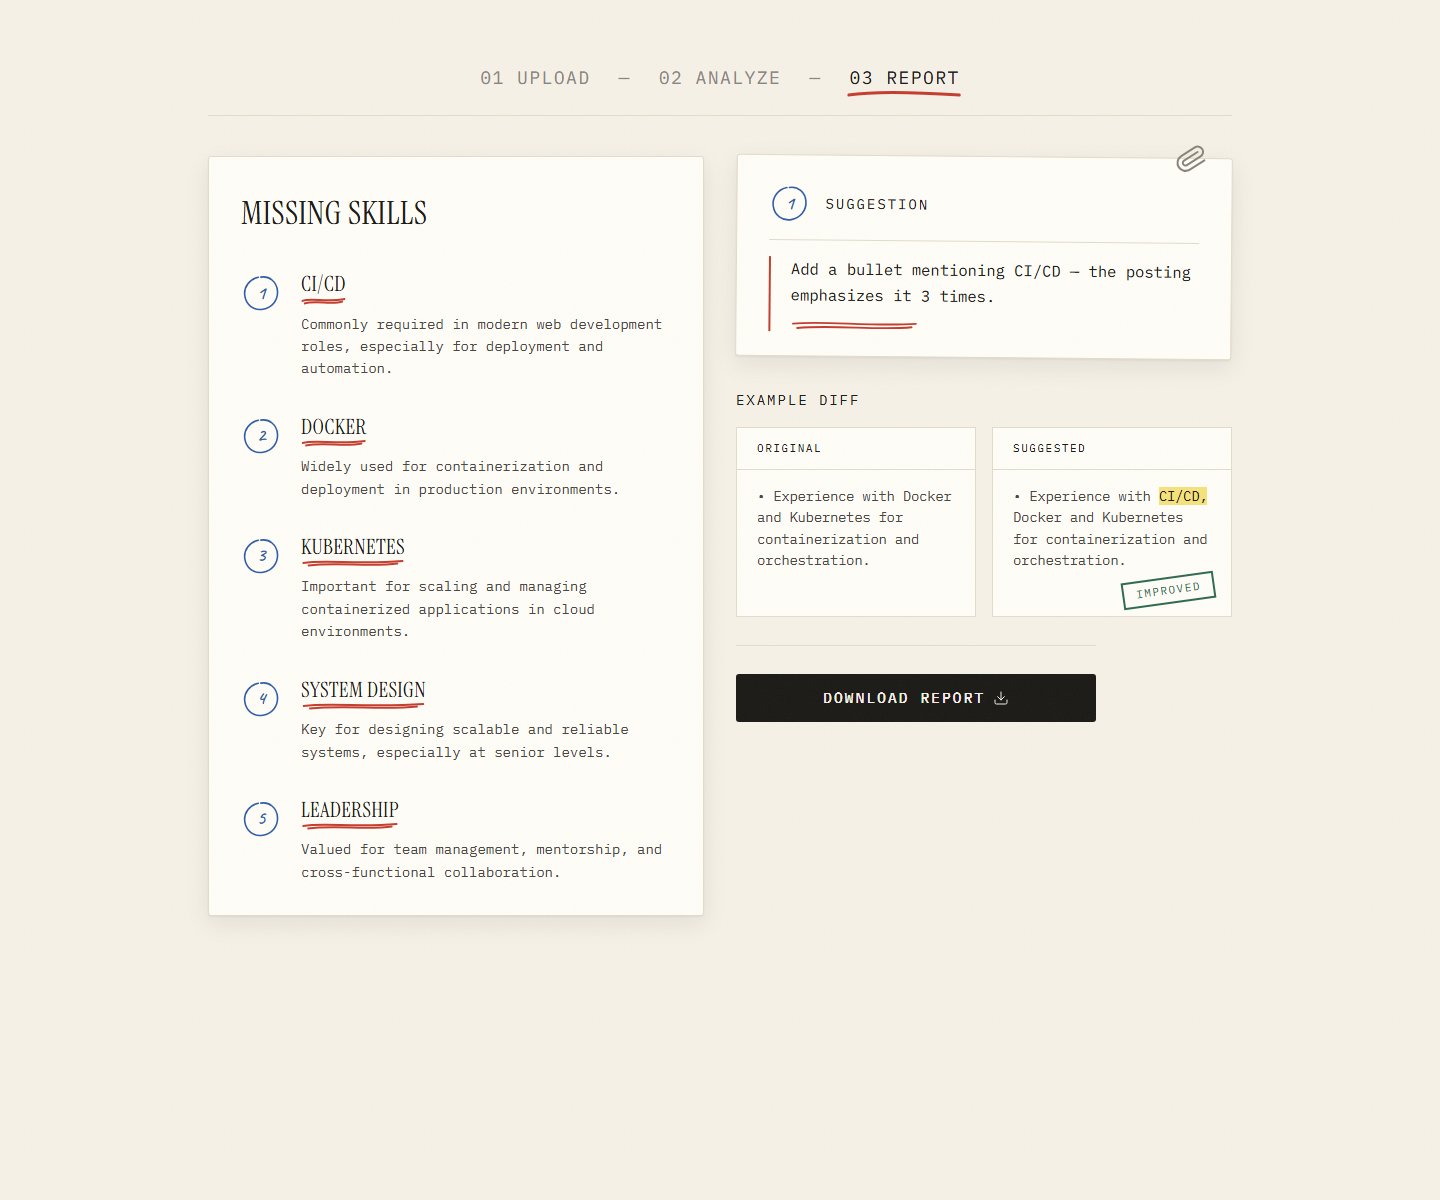 01 UPLOAD — 02 ANALYZE — 03 REPORT
MISSING SKILLS
1
CI/CD
Commonly required in modern web development
roles, especially for deployment and
automation.
2
DOCKER
Widely used for containerization and
deployment in production environments.
3
KUBERNETES
Important for scaling and managing
containerized applications in cloud
environments.
4
SYSTEM DESIGN
Key for designing scalable and reliable
systems, especially at senior levels.
5
LEADERSHIP
Valued for team management, mentorship, and
cross-functional collaboration.
1 SUGGESTION
Add a bullet mentioning CI/CD — the posting
emphasizes it 3 times.
EXAMPLE DIFF
ORIGINAL
• Experience with Docker
and Kubernetes for
containerization and
orchestration.
SUGGESTED
• Experience with CI/CD,
Docker and Kubernetes
for containerization and
orchestration.
IMPROVED
DOWNLOAD REPORT